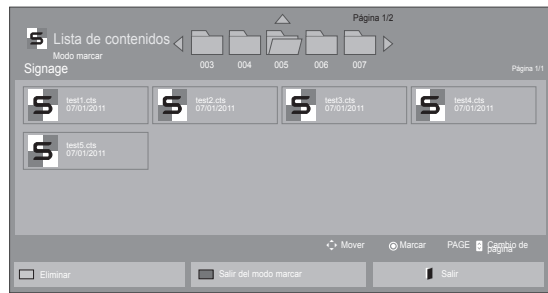 Página 1/2
Lista de contenidos
Modo marcar
Signage
003 004 005 006 007
Página 1/1
test1.cts
07/01/2011
test2.cts
07/01/2011
test3.cts
07/01/2011
test4.cts
07/01/2011
test5.cts
07/01/2011
Mover Marcar PAGE Cambio de página
Eliminar Salir del modo marcar Salir